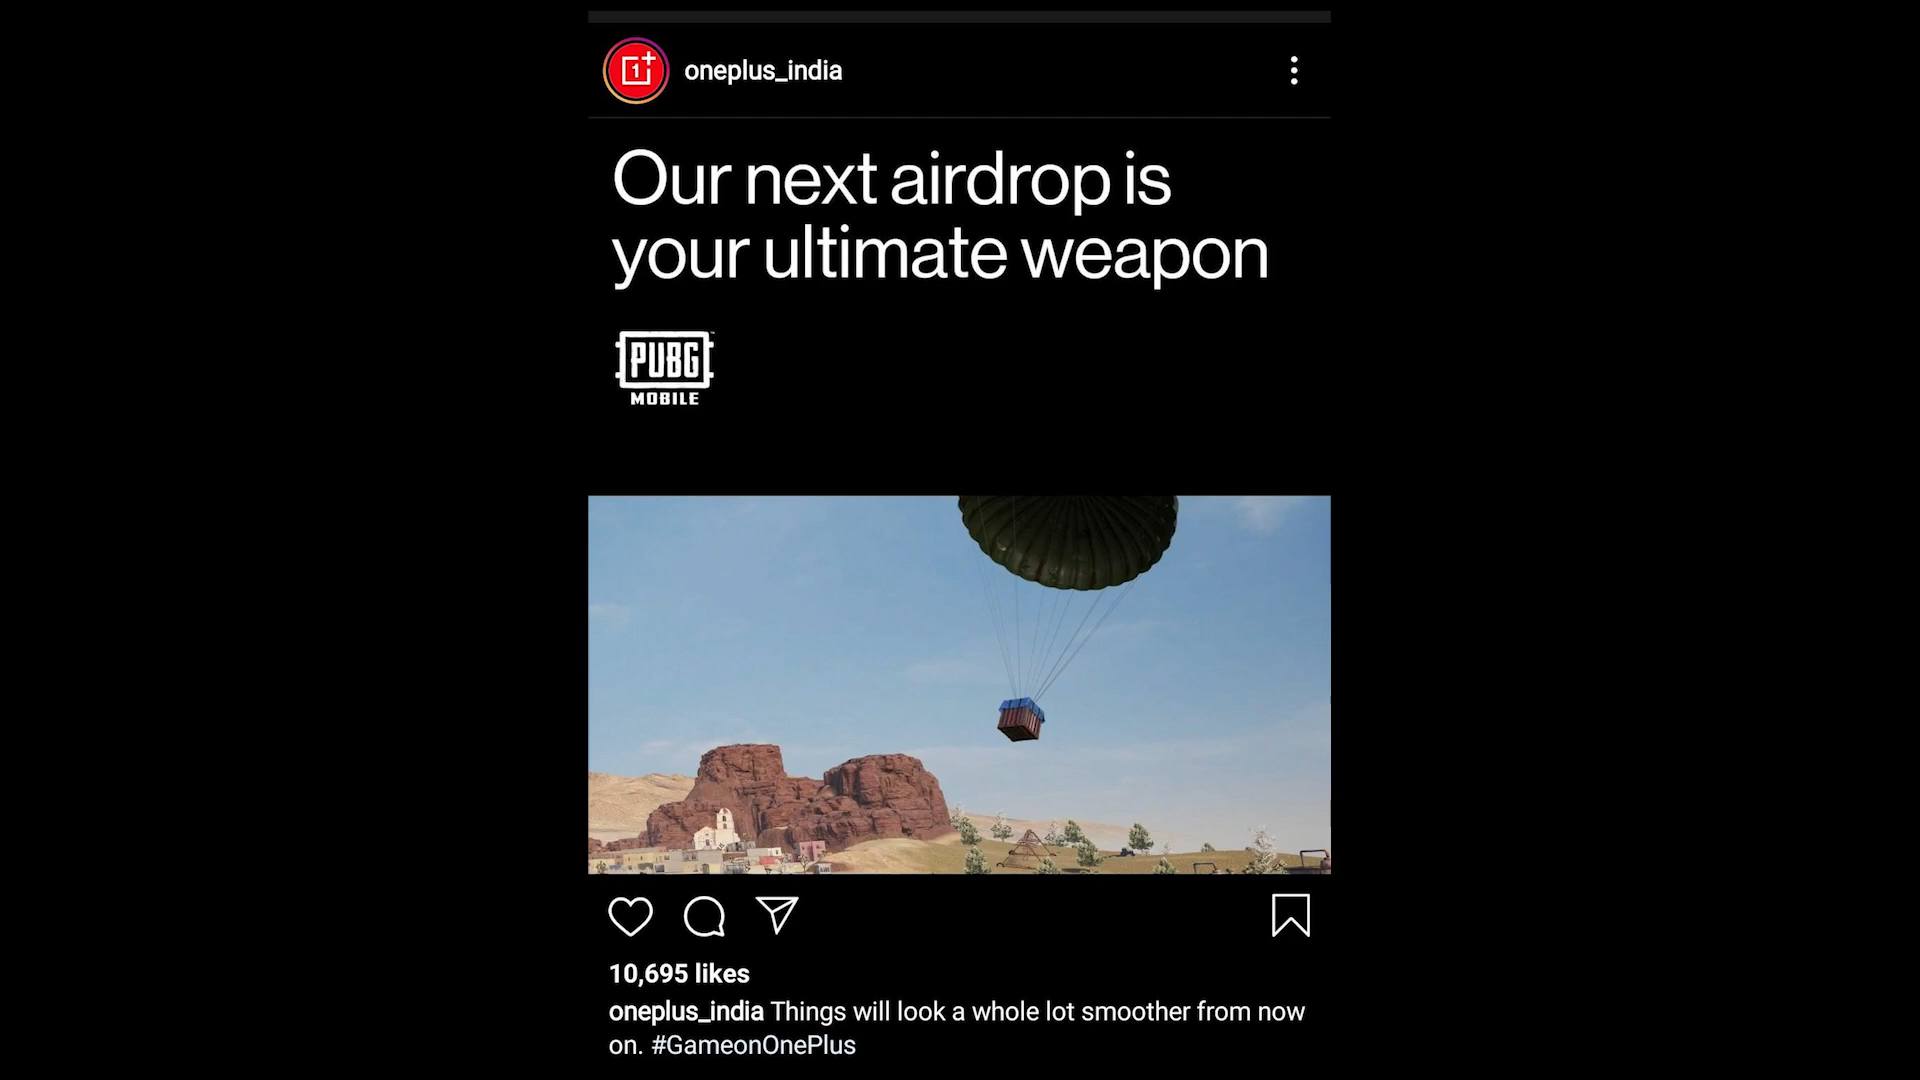 oneplus_india
Our next airdrop is
your ultimate weapon
PUBG
MOBILE
10,695 likes
oneplus_india Things will look a whole lot smoother from now
on. #GameonOnePlus